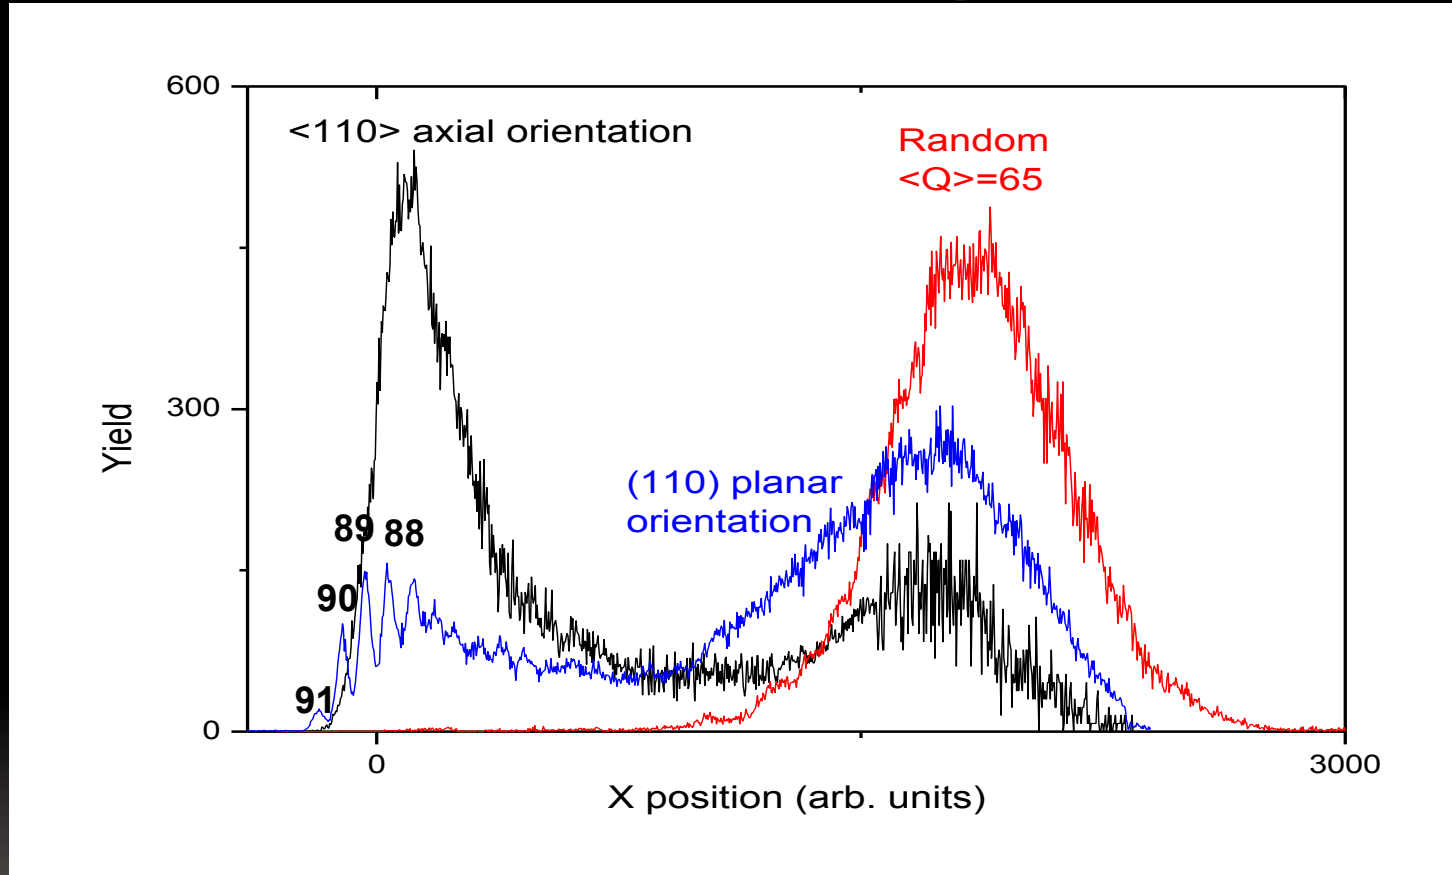 600
<110> axial orientation
Random
<Q>=65
300
Yield
(110) planar
orientation
89
88
90
91
0
0
3000
X position (arb. units)